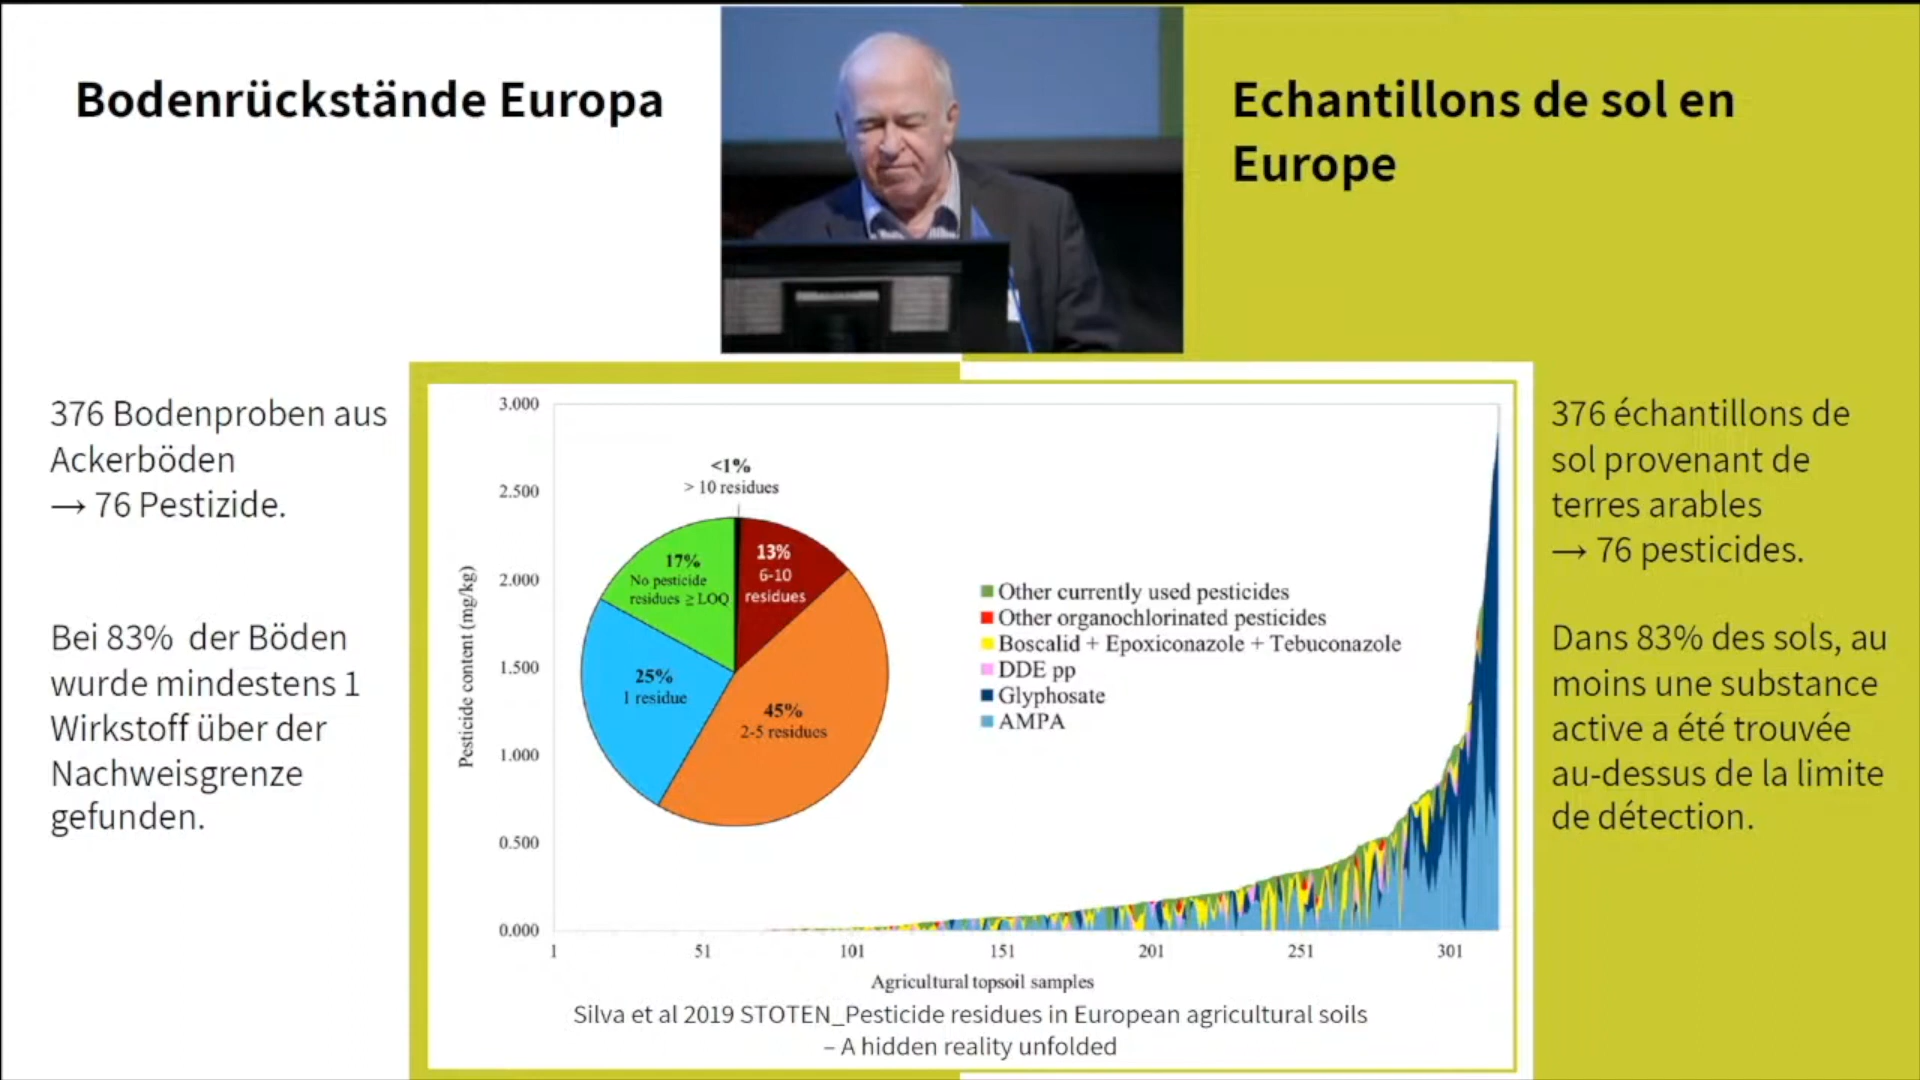 Bodenrückstände Europa
Echantillons de sol en
Europe
376 Bodenproben aus
Ackerböden
→ 76 Pestizide.
Bei 83% der Böden
wurde mindestens 1
Wirkstoff über der
Nachweisgrenze
gefunden.
3.000
2.500
2.000
1.500
1.000
0.500
0.000
Pesticide content (mg/kg)
<1%
> 10 residues
17%
No pesticide
residues ≥ LOQ
13%
6-10
residues
25%
1 residue
45%
2-5 residues
Other currently used pesticides
Other organochlorinated pesticides
Boscalid + Epoxiconazole + Tebuconazole
DDE pp
Glyphosate
AMPA
1 51 101 151 201 251 301
Agricultural topsoil samples
Silva et al 2019 STOTEN_Pesticide residues in European agricultural soils
– A hidden reality unfolded
376 échantillons de
sol provenant de
terres arables
→ 76 pesticides.
Dans 83% des sols, au
moins une substance
active a été trouvée
au-dessus de la limite
de détection.